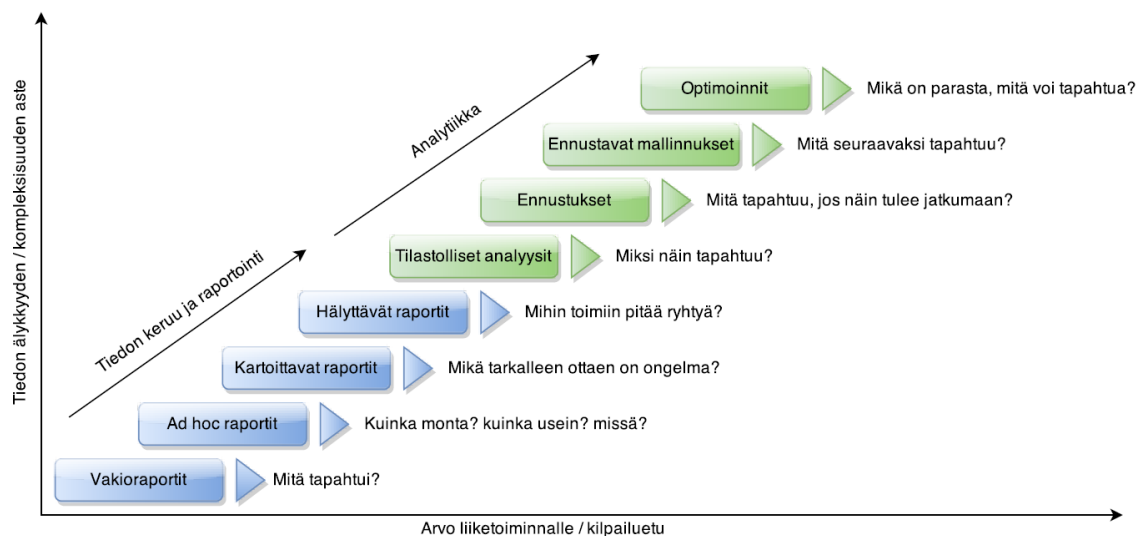 Tiedon älykkyyden / kompleksisuuden aste
Optimoinnit
Mikä on parasta, mitä voi tapahtua?
Analytiikka
Ennustavat mallinnukset
Mitä seuraavaksi tapahtuu?
Ennustukset
Mitä tapahtuu, jos näin tulee jatkumaan?
Tilastolliset analyysit
Miksi näin tapahtuu?
Tiedon keruu ja raportointi
Hälyttävät raportit
Mihin toimiin pitää ryhtyä?
Kartoittavat raportit
Mikä tarkalleen ottaen on ongelma?
Ad hoc raportit
Kuinka monta? kuinka usein? missä?
Vakioraportit
Mitä tapahtui?
Arvo liiketoiminnalle / kilpailuetu